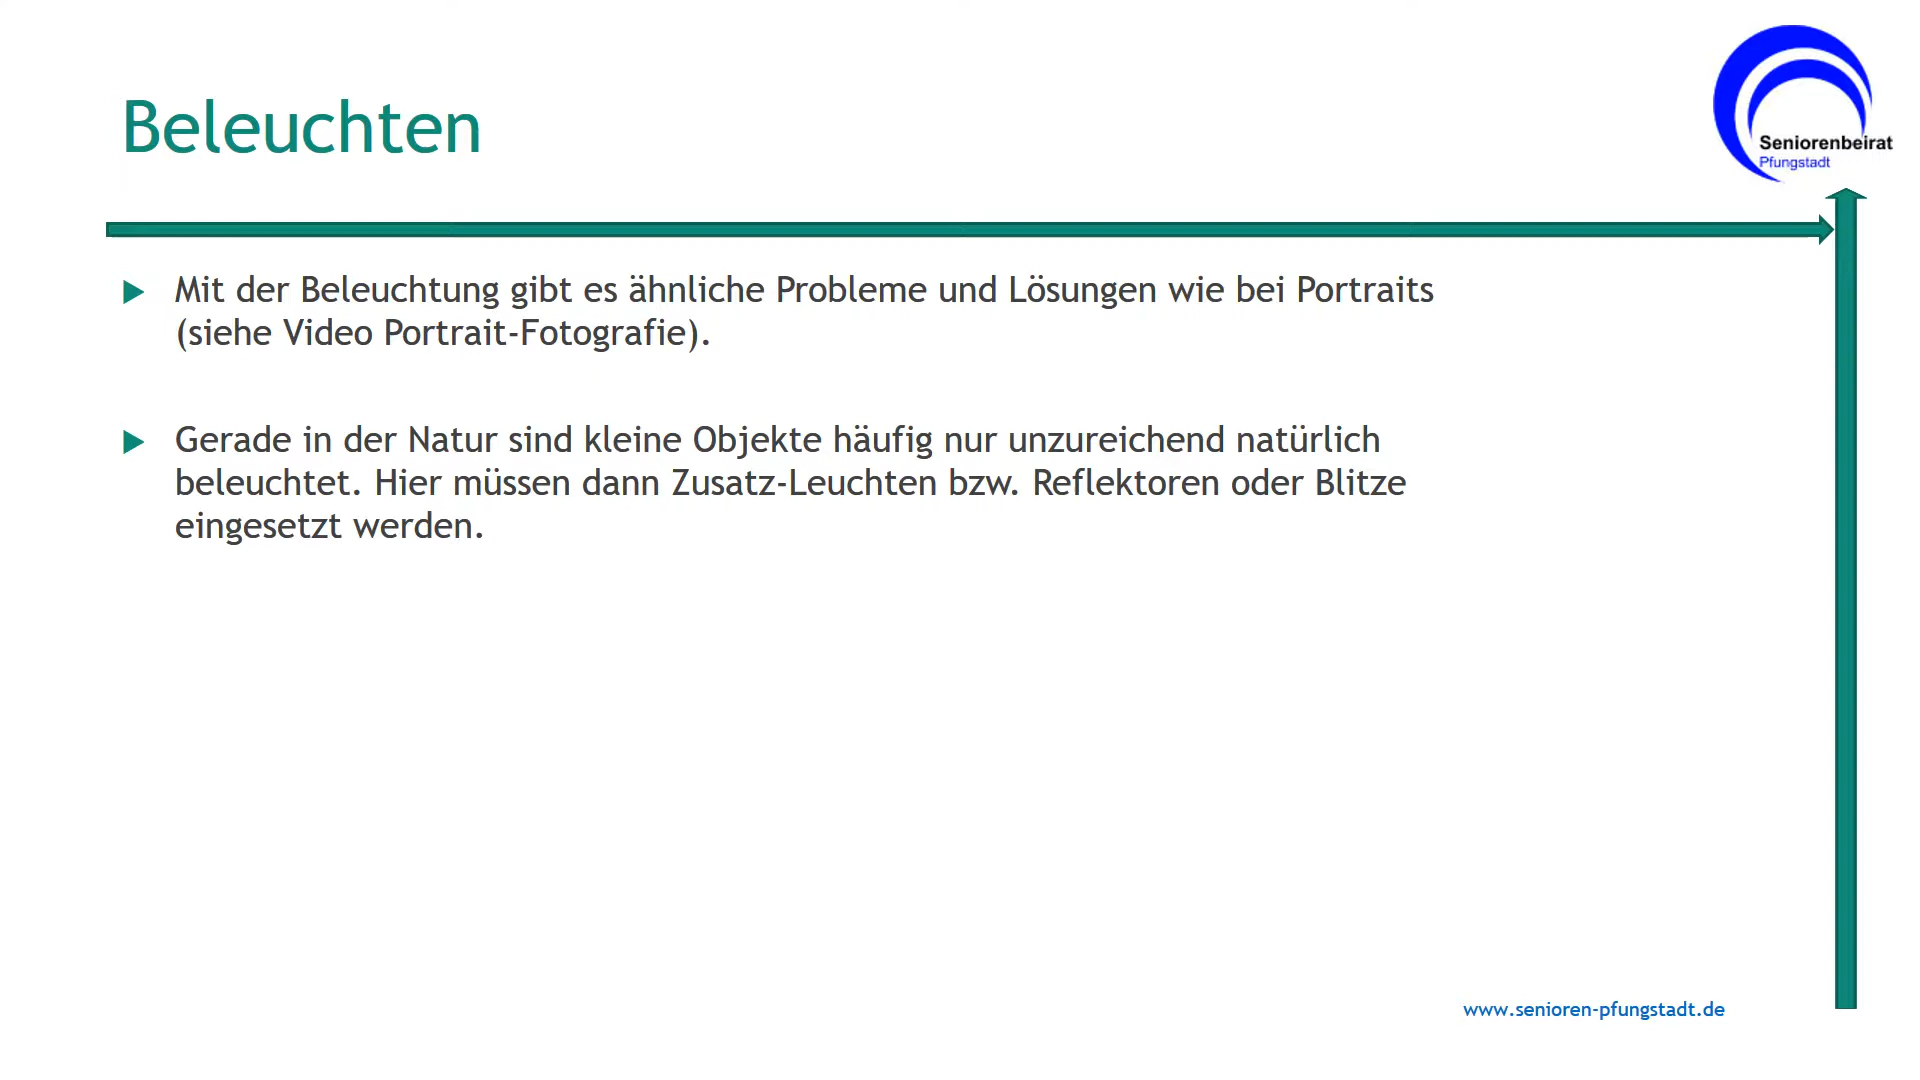 Beleuchten
Seniorenbeirat
Pfungstadt
Mit der Beleuchtung gibt es ähnliche Probleme und Lösungen wie bei Portraits
(siehe Video Portrait-Fotografie).
Gerade in der Natur sind kleine Objekte häufig nur unzureichend natürlich
beleuchtet. Hier müssen dann Zusatz-Leuchten bzw. Reflektoren oder Blitze
eingesetzt werden.
www.senioren-pfungstadt.de